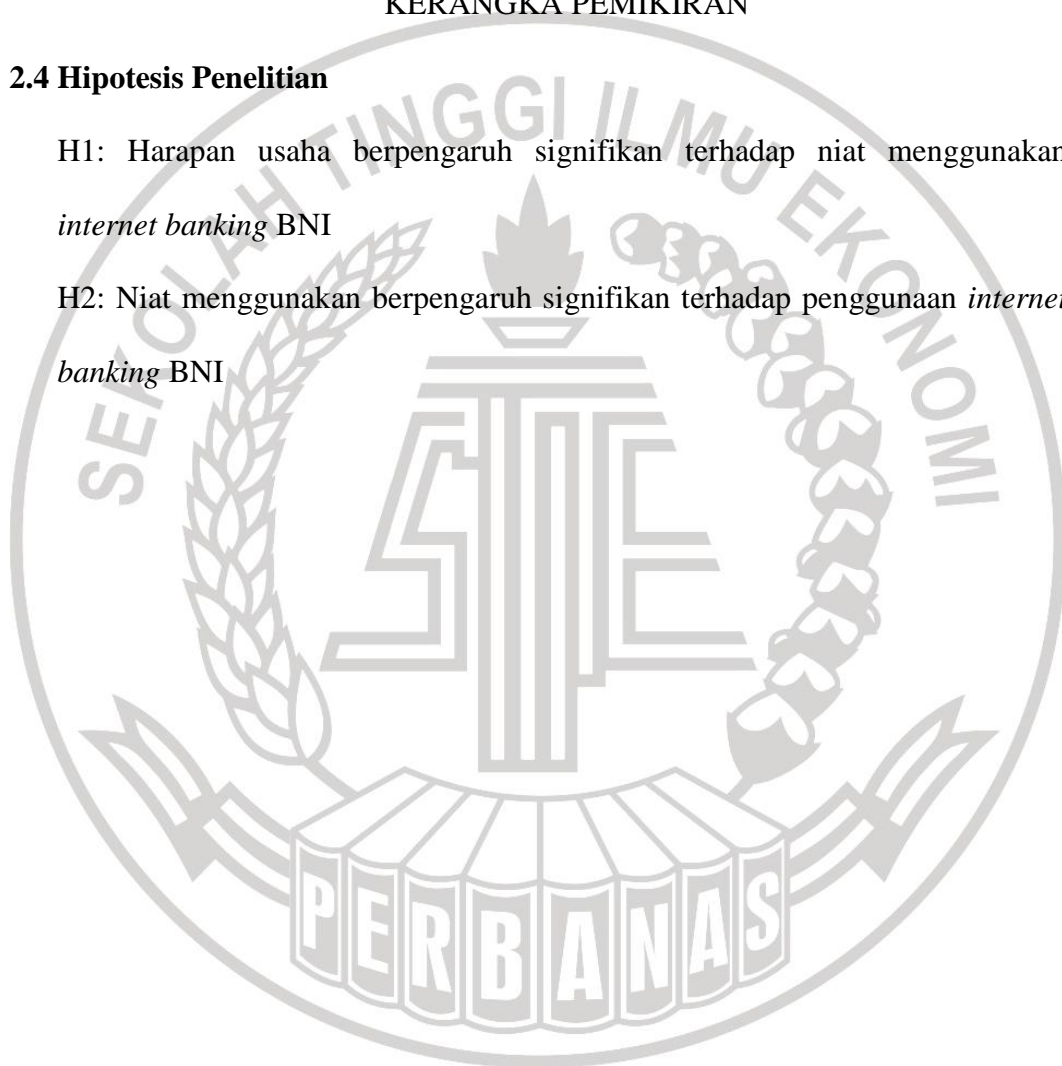 KERANGKA PEMIKIRAN
2.4 Hipotesis Penelitian
H1: Harapan usaha berpengaruh signifikan terhadap niat menggunakan
internet banking BNI
H2: Niat menggunakan berpengaruh signifikan terhadap penggunaan internet
banking BNI
SEKOLAH TINGGI ILMU EKONOMI
STIE
PERBANAS